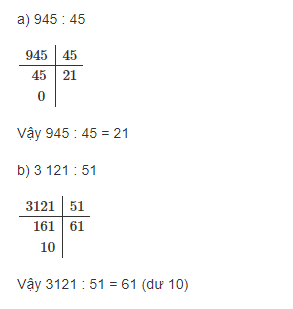 a) 945 : 45
945 45
45 21
0
Vậy 945 : 45 = 21
b) 3 121 : 51
3121 51
161 61
10
Vậy 3121 : 51 = 61 (dư 10)